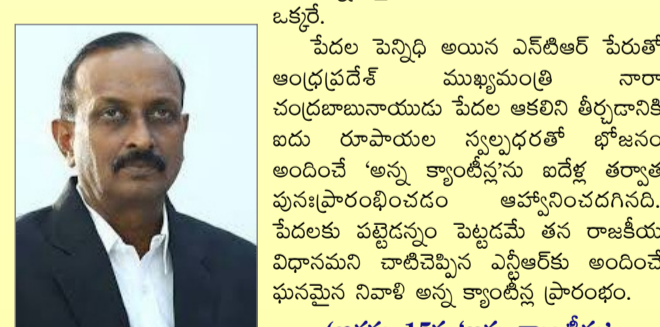 ఒక్కరే.
పేదల పెన్నిధి అయిన ఎన్‌టిఆర్ పేరుతో
ఆంధ్రప్రదేశ్ ముఖ్యమంత్రి నారా
చంద్రబాబునాయుడు పేదల ఆకలిని తీర్చడానికి
ఐదు రూపాయల స్వల్పధరతో భోజనం
అందించే ‘అన్న క్యాంటీన్ల’ను ఐదేళ్ల తర్వాత
పునఃప్రారంభించడం ఆహ్వానించదగినది.
పేదలకు పట్టెడన్నం పెట్టడమే తన రాజకీయ
విధానమని చాటిచెప్పిన ఎన్టీఆర్‌కు అందించే
ఘనమైన నివాళి అన్న క్యాంటీన్ల ప్రారంభం.